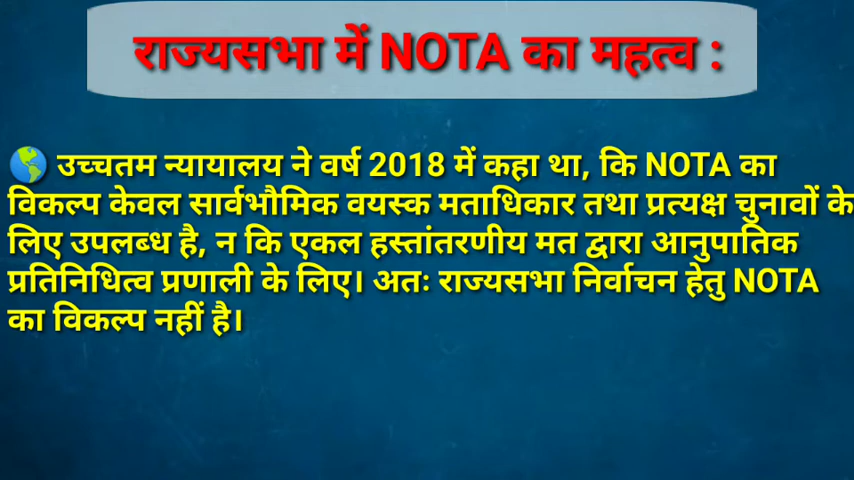 राज्यसभा में NOTA का महत्व :
🌎 उच्चतम न्यायालय ने वर्ष 2018 में कहा था, कि NOTA का
विकल्प केवल सार्वभौमिक वयस्क मताधिकार तथा प्रत्यक्ष चुनावों के
लिए उपलब्ध है, न कि एकल हस्तांतरणीय मत द्वारा आनुपातिक
प्रतिनिधित्व प्रणाली के लिए। अतः राज्यसभा निर्वाचन हेतु NOTA
का विकल्प नहीं है।